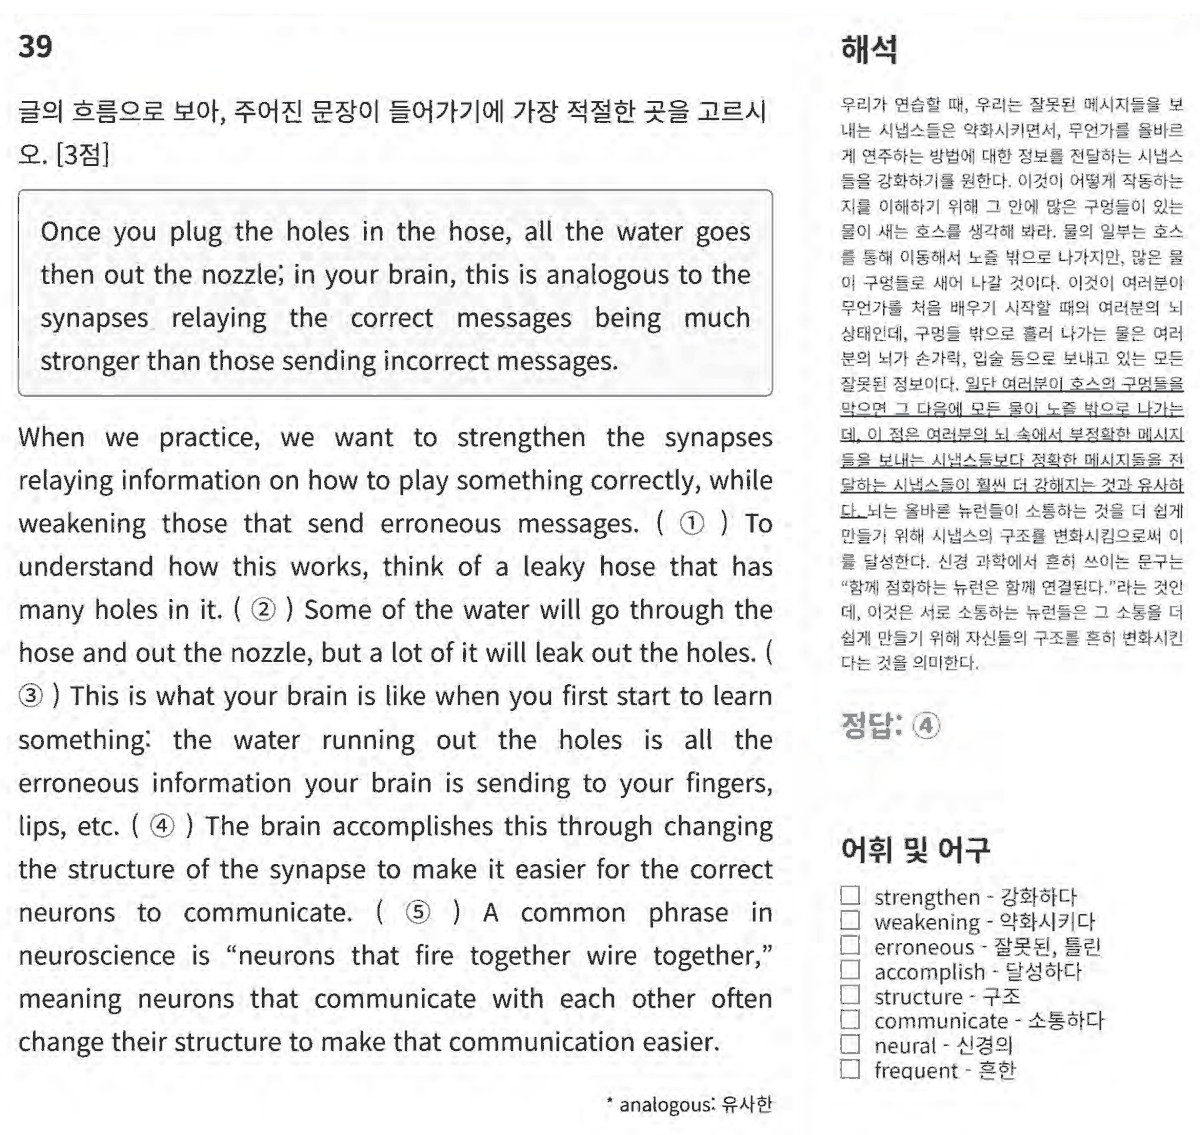 39
글의 흐름으로 보아, 주어진 문장이 들어가기에 가장 적절한 곳을 고르시
오. [3점]
Once you plug the holes in the hose, all the water goes
then out the nozzle; in your brain, this is analogous to the
synapses relaying the correct messages being much
stronger than those sending incorrect messages.
When we practice, we want to strengthen the synapses
relaying information on how to play something correctly, while
weakening those that send erroneous messages. ( ① ) To
understand how this works, think of a leaky hose that has
many holes in it. ( ② ) Some of the water will go through the
hose and out the nozzle, but a lot of it will leak out the holes. (
③ ) This is what your brain is like when you first start to learn
something: the water running out the holes is all the
erroneous information your brain is sending to your fingers,
lips, etc. ( ④ ) The brain accomplishes this through changing
the structure of the synapse to make it easier for the correct
neurons to communicate. ( ⑤ ) A common phrase in
neuroscience is “neurons that fire together wire together,”
meaning neurons that communicate with each other often
change their structure to make that communication easier.
* analogous: 유사한
해석
우리가 연습할 때, 우리는 잘못된 메시지들을 보
내는 시냅스들은 약화시키면서, 무언가를 올바르
게 연주하는 방법에 대한 정보를 전달하는 시냅스
들을 강화하기를 원한다. 이것이 어떻게 작동하는
지를 이해하기 위해 그 안에 많은 구멍들이 있는
물이 새는 호스를 생각해 봐라. 물의 일부는 호스
를 통해 이동해서 노즐 밖으로 나가지만, 많은 물
이 구멍들로 새어 나갈 것이다. 이것이 여러분이
무언가를 처음 배우기 시작할 때의 여러분의 뇌
상태인데, 구멍들 밖으로 흘러 나가는 물은 여러
분의 뇌가 손가락, 입술 등으로 보내고 있는 모든
잘못된 정보이다. 일단 여러분이 호스의 구멍들을
막으면 그 다음에 모든 물이 노즐 밖으로 나가는
데, 이 점은 여러분의 뇌 속에서 부정확한 메시지
들을 보내는 시냅스들보다 정확한 메시지들을 전
달하는 시냅스들이 훨씬 더 강해지는 것과 유사하
다. 뇌는 올바른 뉴런들이 소통하는 것을 더 쉽게
만들기 위해 시냅스의 구조를 변화시킴으로써 이
를 달성한다. 신경 과학에서 흔히 쓰이는 문구는
“함께 점화하는 뉴런은 함께 연결된다.”라는 것인
데, 이것은 서로 소통하는 뉴런들은 그 소통을 더
쉽게 만들기 위해 자신들의 구조를 흔히 변화시킨
다는 것을 의미한다.
정답: ④
어휘 및 어구
strengthen - 강화하다
weakening - 약화시키다
erroneous - 잘못된, 틀린
accomplish - 달성하다
structure - 구조
communicate - 소통하다
neural - 신경의
frequent - 흔한